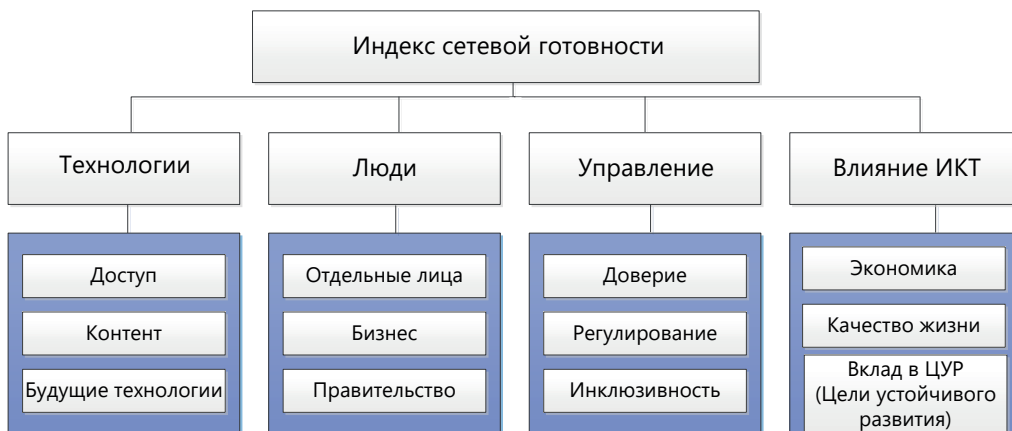 Индекс сетевой готовности
Технологии
Люди
Управление
Влияние ИКТ
Доступ
Контент
Будущие технологии
Отдельные лица
Бизнес
Правительство
Доверие
Регулирование
Инклюзивность
Экономика
Качество жизни
Вклад в ЦУР
(Цели устойчивого
развития)